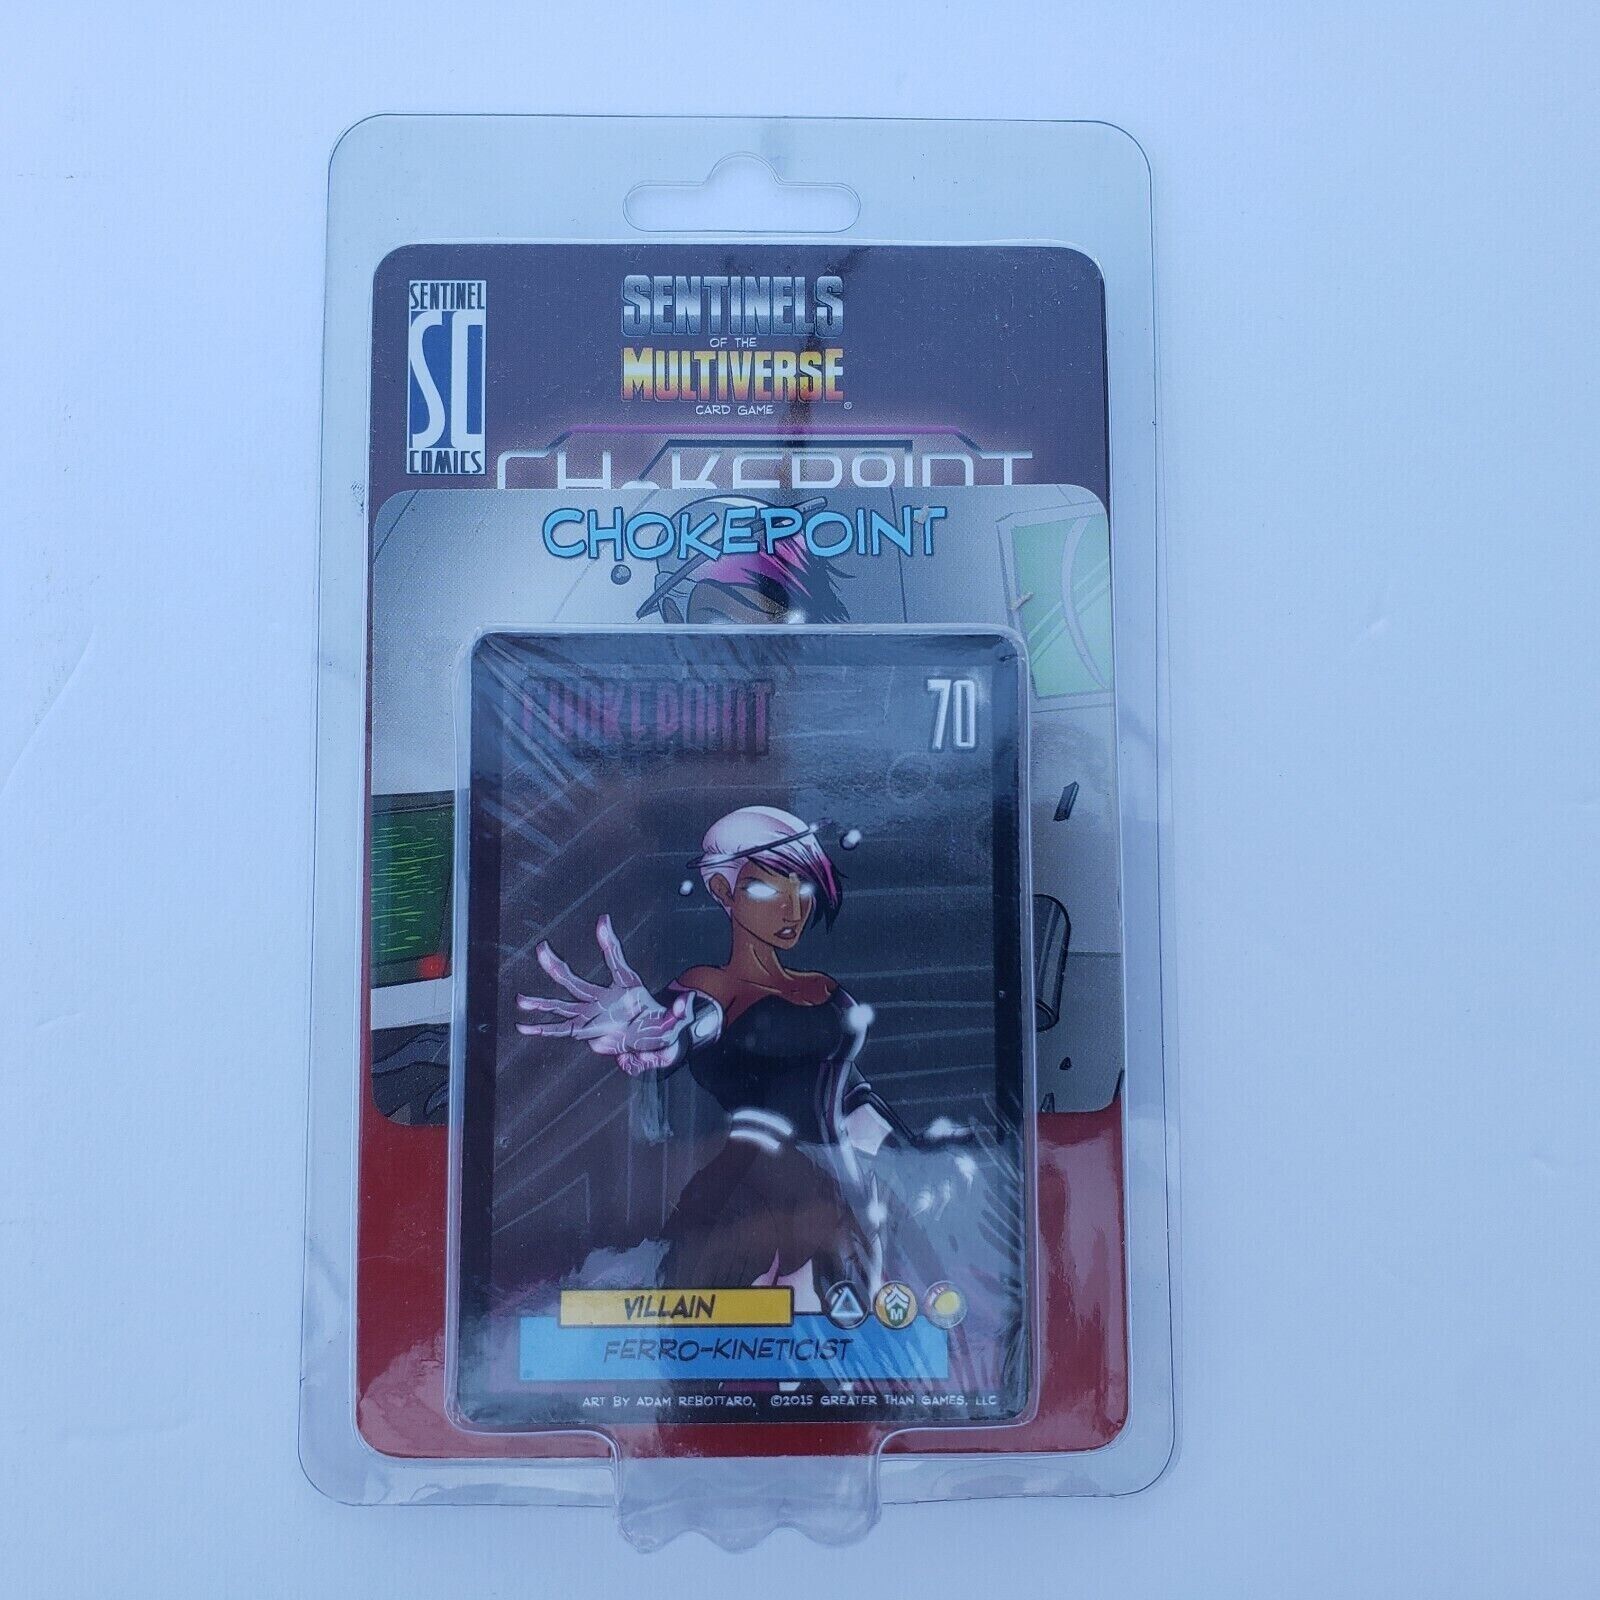 SENTINEL
SC
COMICS
SENTINELS
OF THE
MULTIVERSE
CARD GAME
®
CHOKEPOINT
CHOKEPOINT
CHOKEPOINT
70
VILLAIN
M
FERRO-KINETICIST
ART BY ADAM REBOTTARO, ©2015 GREATER THAN GAMES, LLC